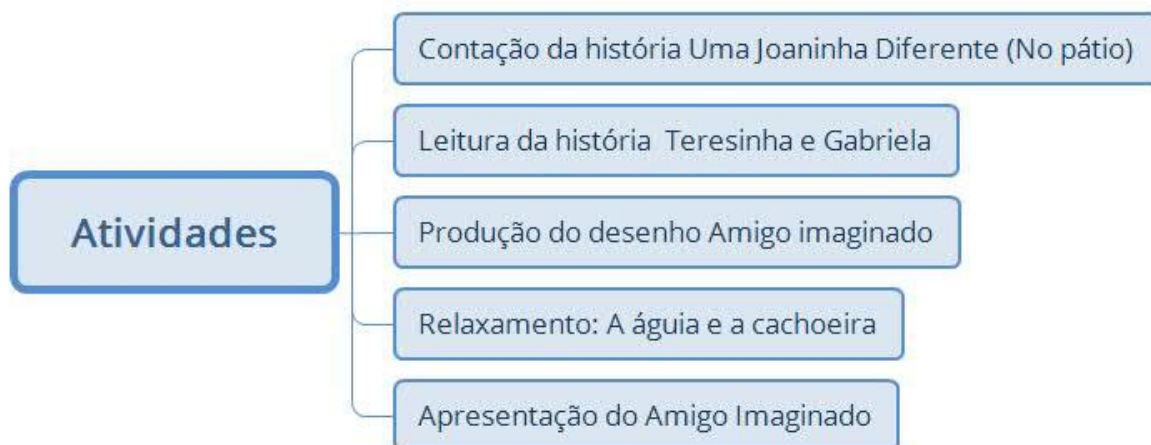 Contação da história Uma Joaninha Diferente (No pátio)
Leitura da história  Teresinha e Gabriela
Atividades
Produção do desenho Amigo imaginado
Relaxamento: A águia e a cachoeira
Apresentação do Amigo Imaginado